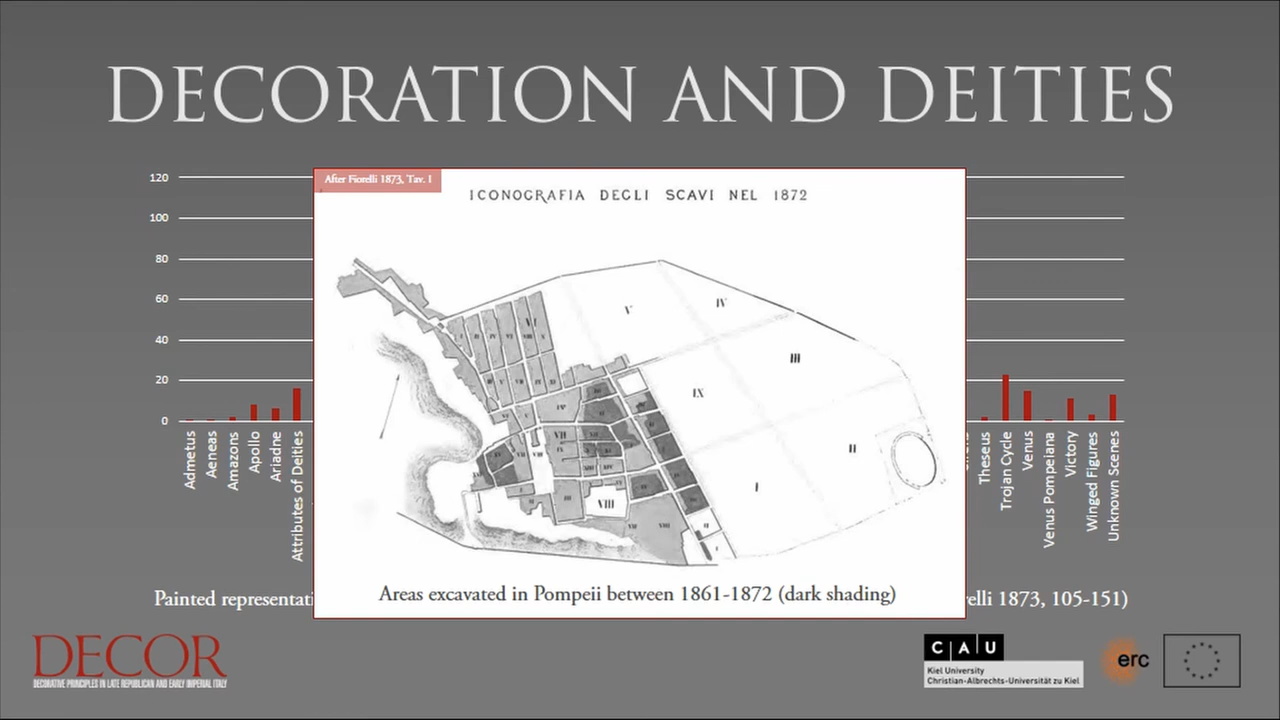 DECORATION AND DEITIES
120
100
80
60
40
20
0
Admetus
Aeneas
Amazons
Apollo
Ariadne
Attributes of Deities
Theseus
Trojan Cycle
Venus
Venus Pompeiana
Victory
Winged Figures
Unknown Scenes
After Fiorelli 1873, Tav. I
ICONOGRAFIA DEGLI SCAVI NEL 1872
V
IV
VI
III
IX
VII
II
I
VIII
Areas excavated in Pompeii between 1861-1872 (dark shading)
Painted representati
elli 1873, 105-151)
DECOR
DECORATIVE PRINCIPLES IN LATE REPUBLICAN AND EARLY IMPERIAL ITALY
CAU
Kiel University
Christian-Albrechts-Universität zu Kiel
erc